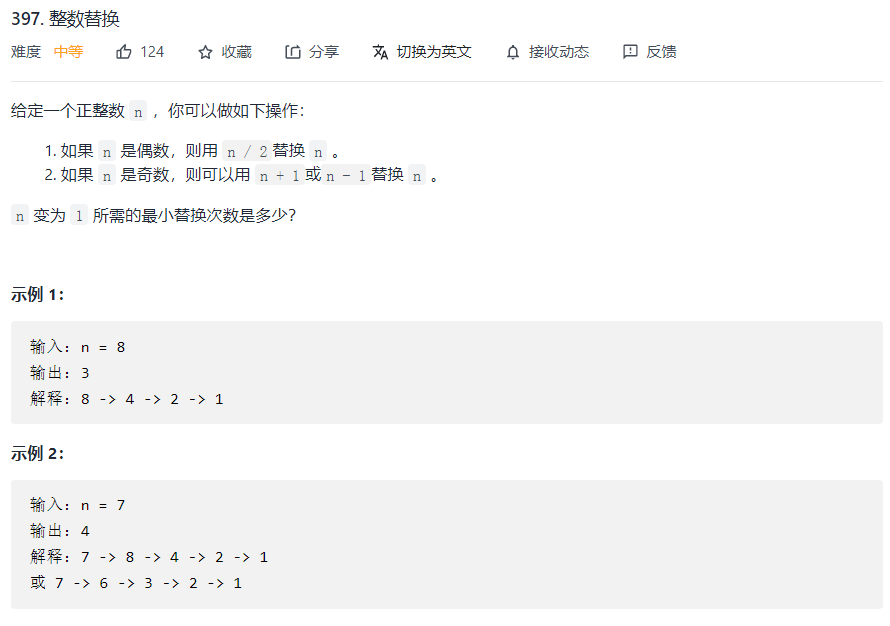 397. 整数替换
难度 中等 124 收藏 分享 切换为英文 接收动态 反馈
给定一个正整数 n ，你可以做如下操作：
1. 如果 n 是偶数，则用 n / 2替换 n 。
2. 如果 n 是奇数，则可以用 n + 1或n - 1替换 n 。
n 变为 1 所需的最小替换次数是多少？
示例 1：
输入：n = 8
输出：3
解释：8 -> 4 -> 2 -> 1
示例 2：
输入：n = 7
输出：4
解释：7 -> 8 -> 4 -> 2 -> 1
或 7 -> 6 -> 3 -> 2 -> 1